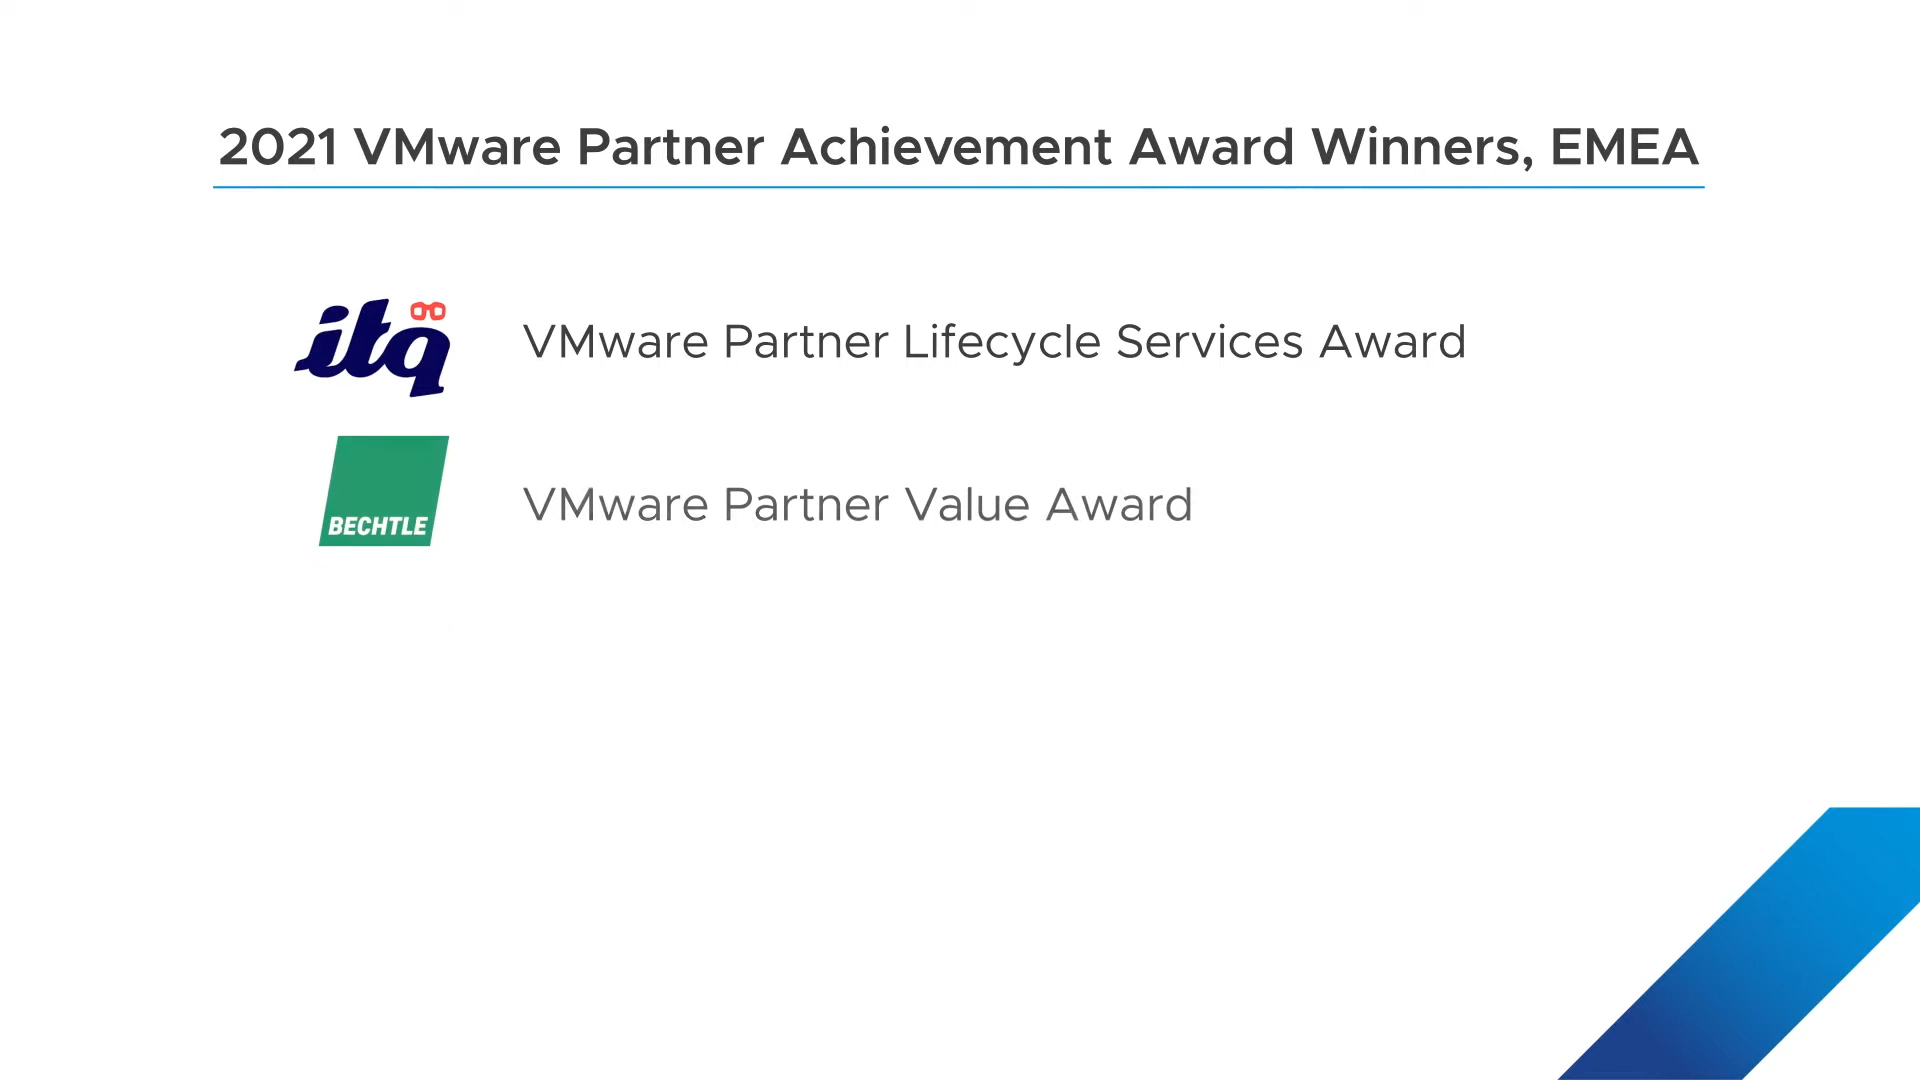 2021 VMware Partner Achievement Award Winners, EMEA
itq
VMware Partner Lifecycle Services Award
BECHTLE
VMware Partner Value Award